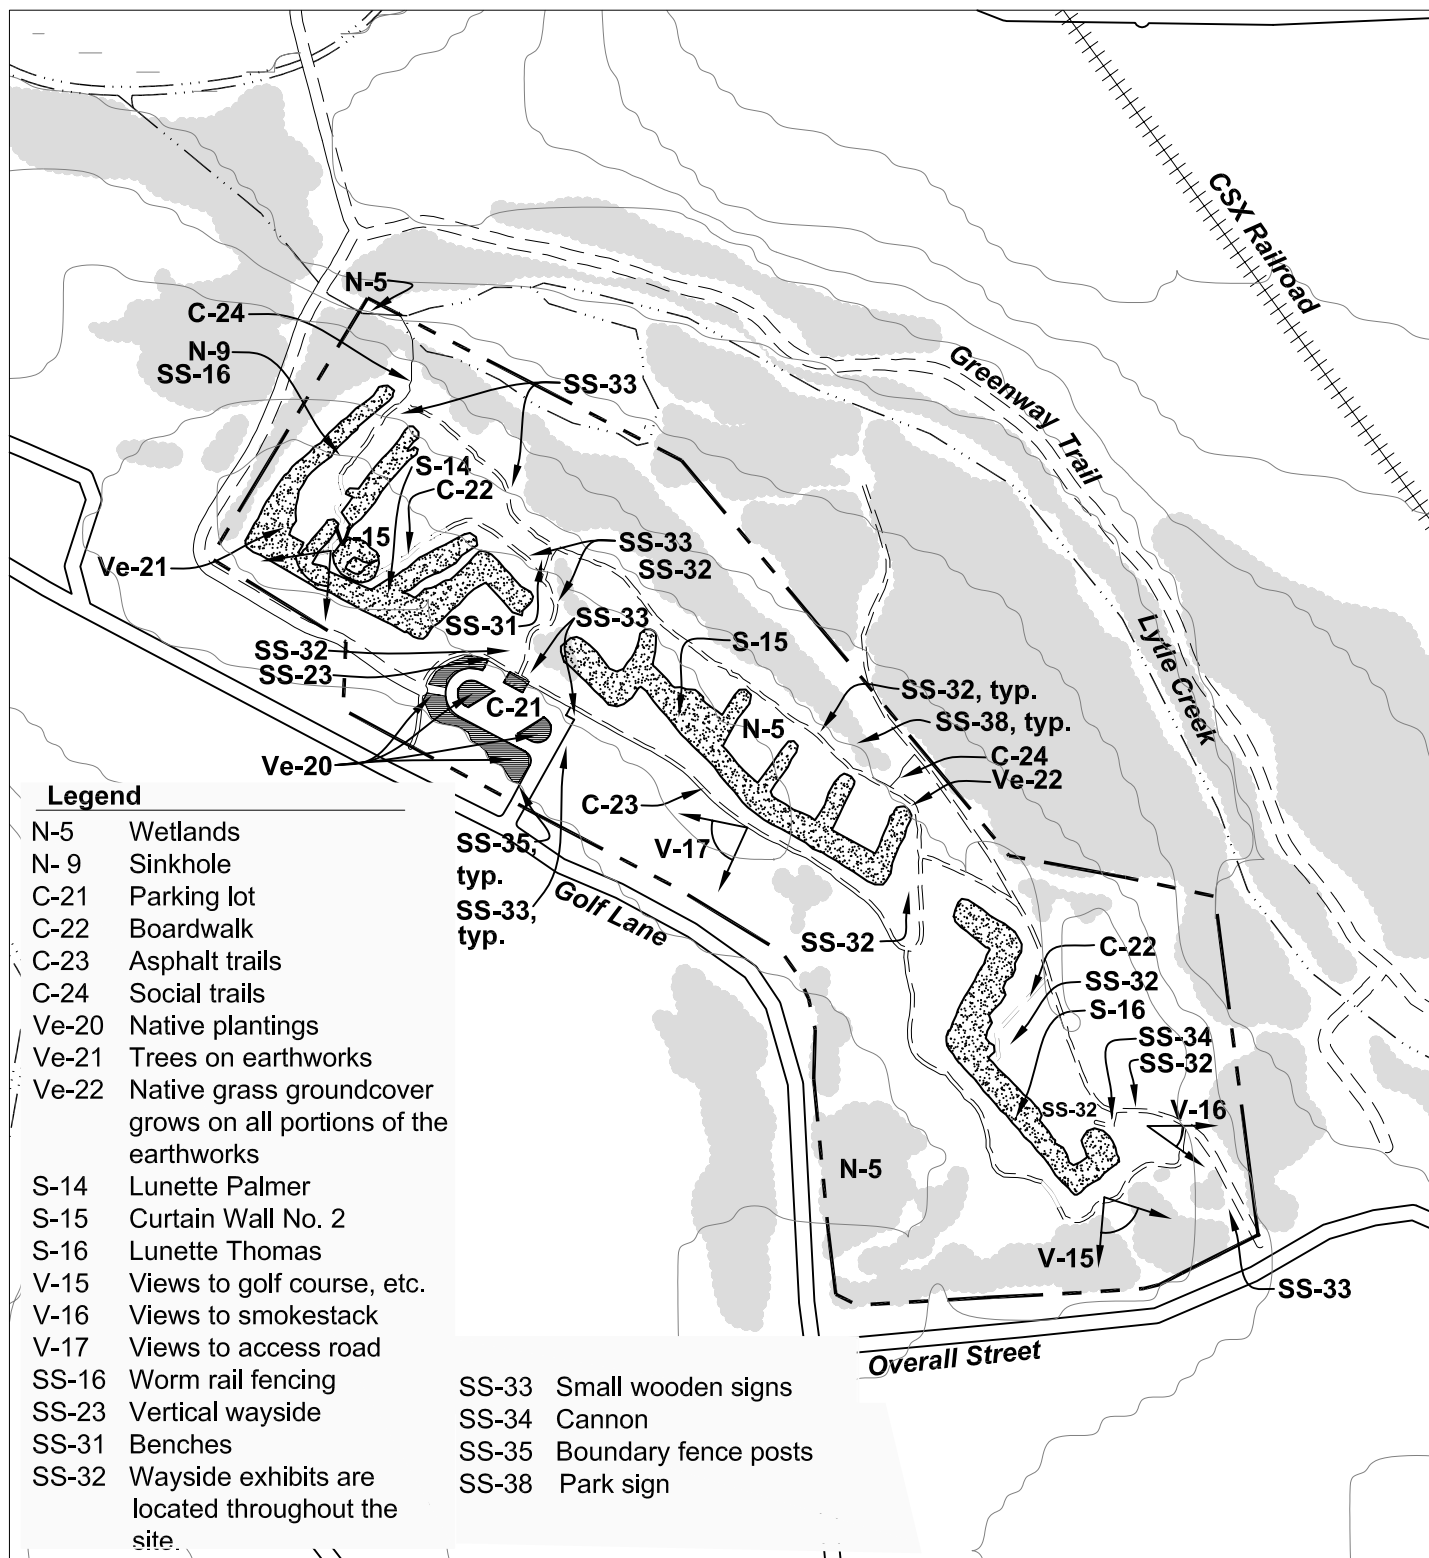 CSX Railroad
N-5
C-24
N-9
SS-16
SS-33
Greenway Trail
S-14
C-22
V-15
SS-33
SS-32
Ve-21
SS-31
SS-33
S-15
Lytle Creek
SS-32
SS-23
SS-32, typ.
C-21
N-5
SS-38, typ.
C-24
Ve-20
Ve-22
C-23
V-17
SS-35,
typ.
SS-33,
typ.
Golf Lane
SS-32
C-22
SS-32
S-16
SS-34
SS-32
SS-32
V-16
N-5
V-15
SS-33
Overall Street
Legend
N-5 Wetlands
N- 9 Sinkhole
C-21 Parking lot
C-22 Boardwalk
C-23 Asphalt trails
C-24 Social trails
Ve-20 Native plantings
Ve-21 Trees on earthworks
Ve-22 Native grass groundcover
grows on all portions of the
earthworks
S-14 Lunette Palmer
S-15 Curtain Wall No. 2
S-16 Lunette Thomas
V-15 Views to golf course, etc.
V-16 Views to smokestack
V-17 Views to access road
SS-16 Worm rail fencing
SS-23 Vertical wayside
SS-31 Benches
SS-32 Wayside exhibits are
located throughout the
site.
SS-33 Small wooden signs
SS-34 Cannon
SS-35 Boundary fence posts
SS-38 Park sign